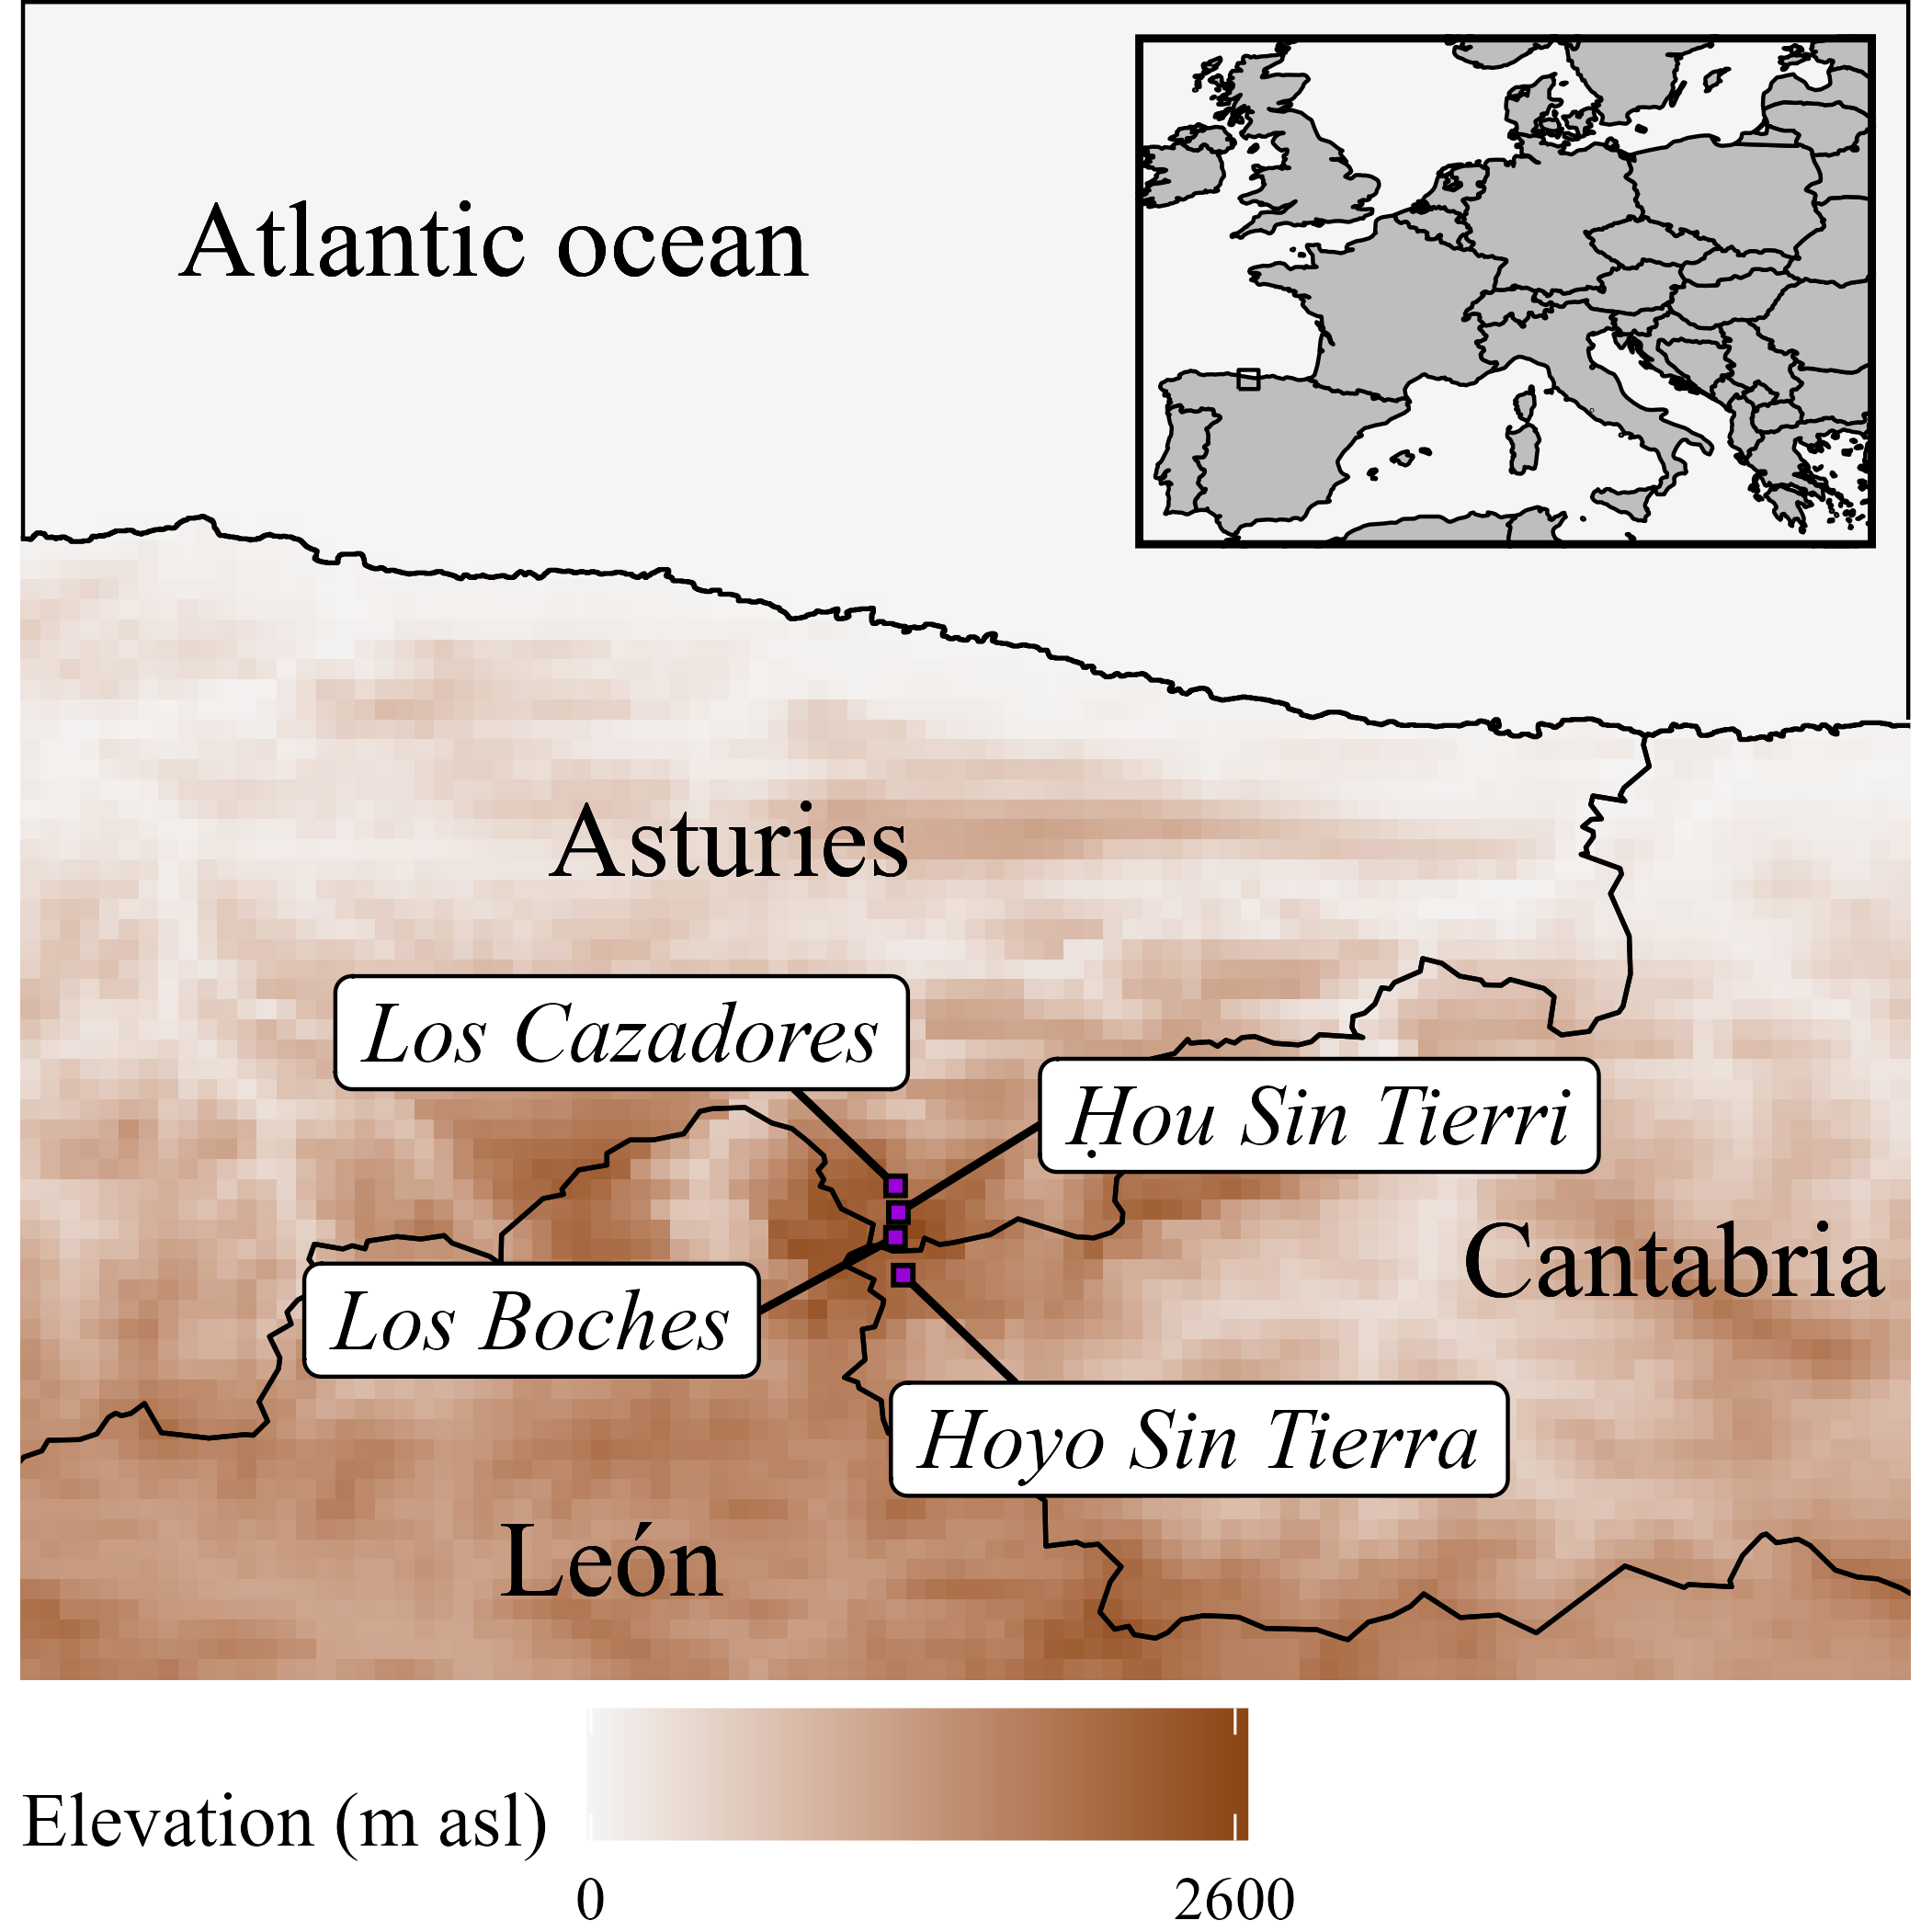 Atlantic ocean
Asturies
Los Cazadores
Ḥou Sin Tierri
Cantabria
Los Boches
Hoyo Sin Tierra
León
Elevation (m asl)
0
2600